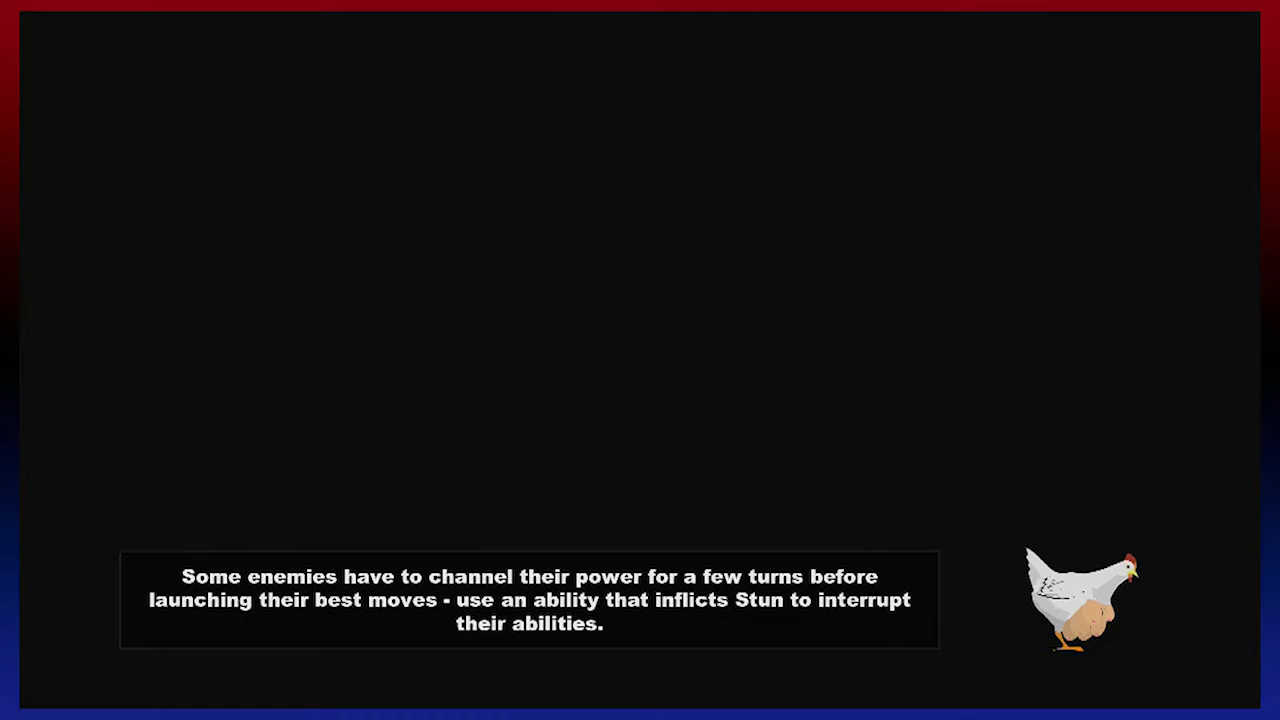 Some enemies have to channel their power for a few turns before
launching their best moves - use an ability that inflicts Stun to interrupt
their abilities.